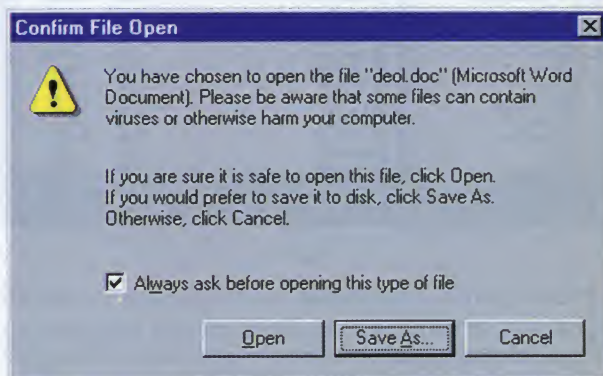 Confirm File Open
You have chosen to open the file "deol.doc" (Microsoft Word
Document). Please be aware that some files can contain
viruses or otherwise harm your computer.
If you are sure it is safe to open this file, click Open.
If you would prefer to save it to disk, click Save As.
Otherwise, click Cancel.
Always ask before opening this type of file
Open Save As... Cancel